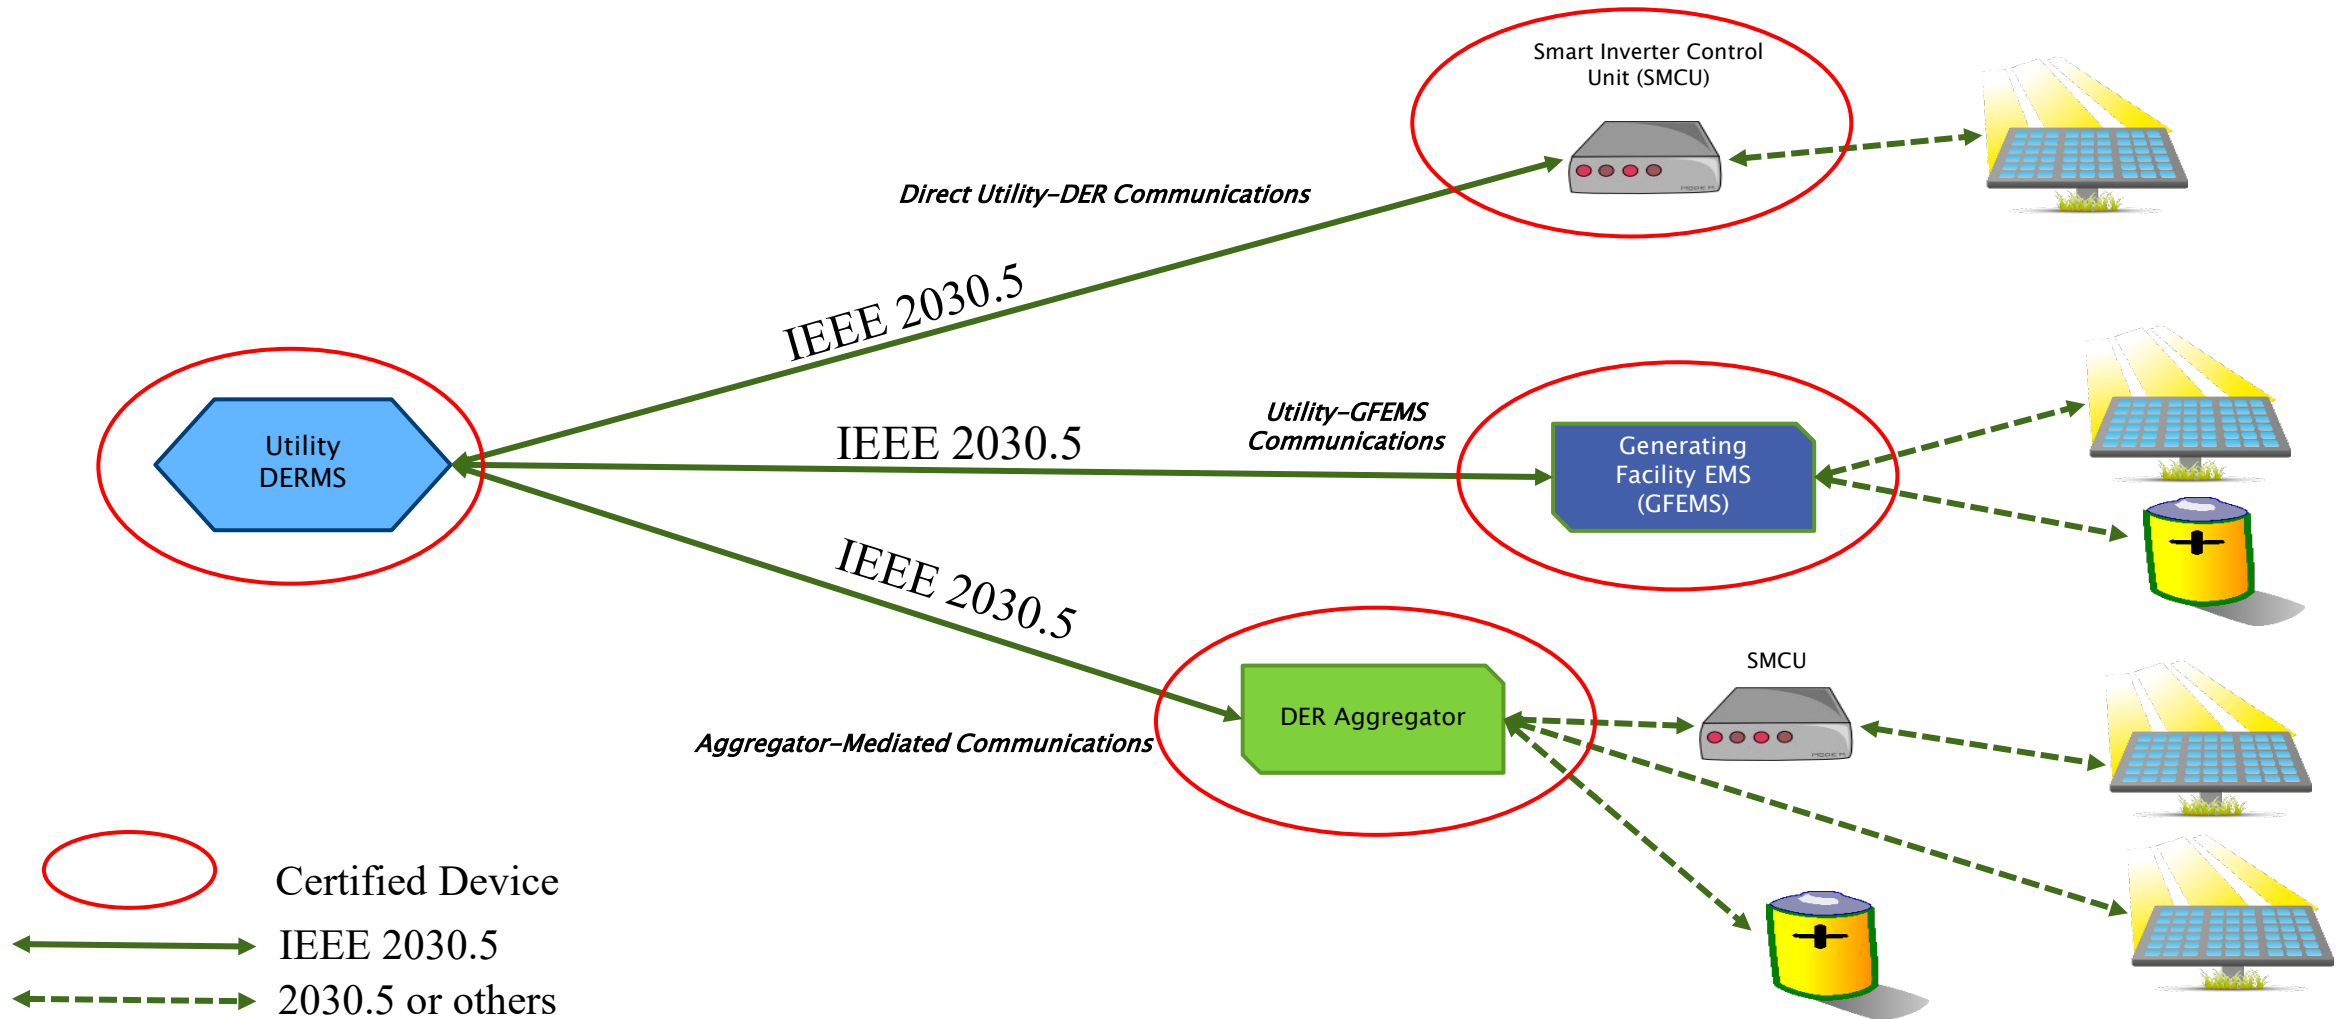 Smart Inverter Control
Unit (SMCU)
MODEM
Direct Utility-DER Communications
IEEE 2030.5
Utility
DERMS
IEEE 2030.5
Utility-GFEMS
Communications
Generating
Facility EMS
(GFEMS)
IEEE 2030.5
Aggregator-Mediated Communications
DER Aggregator
SMCU
MODEM
Certified Device
IEEE 2030.5
2030.5 or others